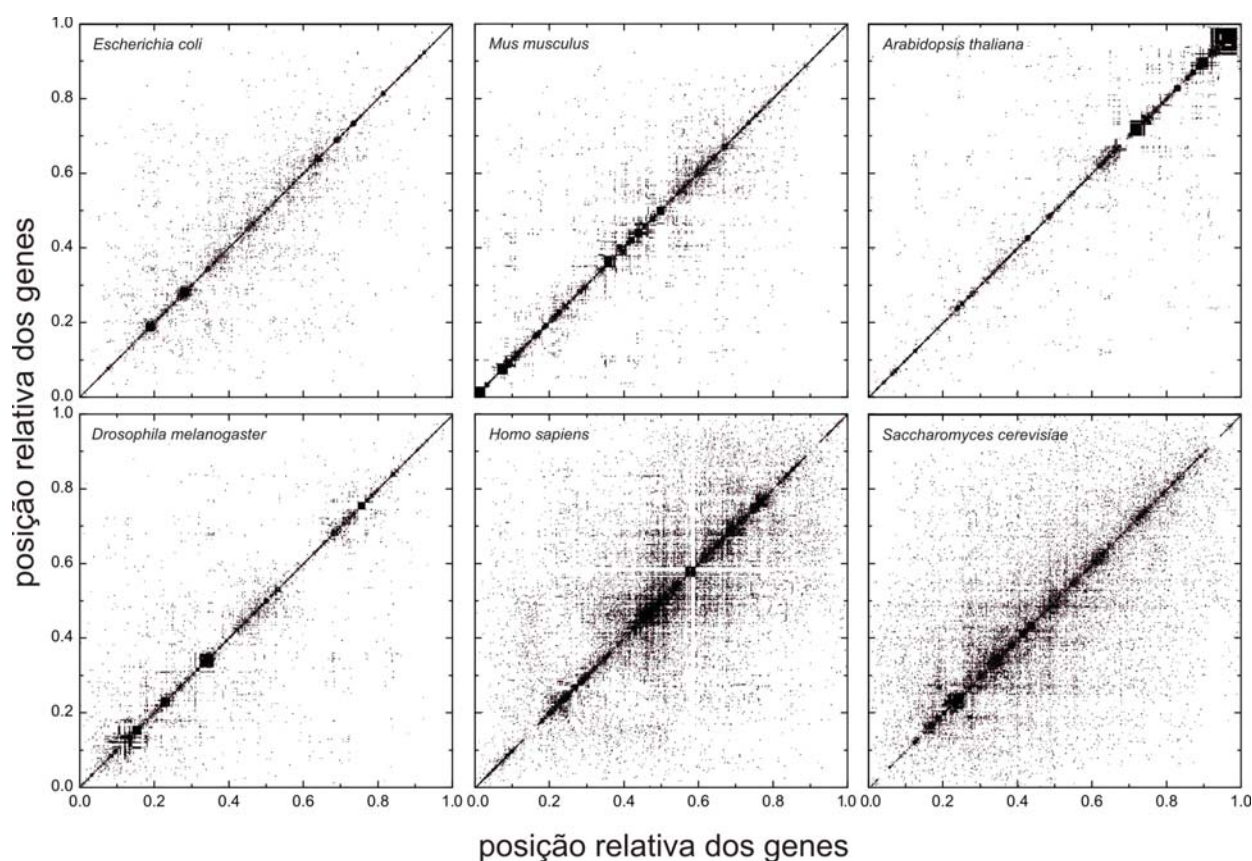 1.0
Escherichia coli
Mus musculus
Arabidopsis thaliana
0.8
0.6
0.4
0.2
0.0
1.0
Drosophila melanogaster
Homo sapiens
Saccharomyces cerevisiae
0.8
0.6
0.4
0.2
0.0
0.0 0.2 0.4 0.6 0.8 1.0 0.0 0.2 0.4 0.6 0.8 1.0 0.0 0.2 0.4 0.6 0.8 1.0
posição relativa dos genes
posição relativa dos genes